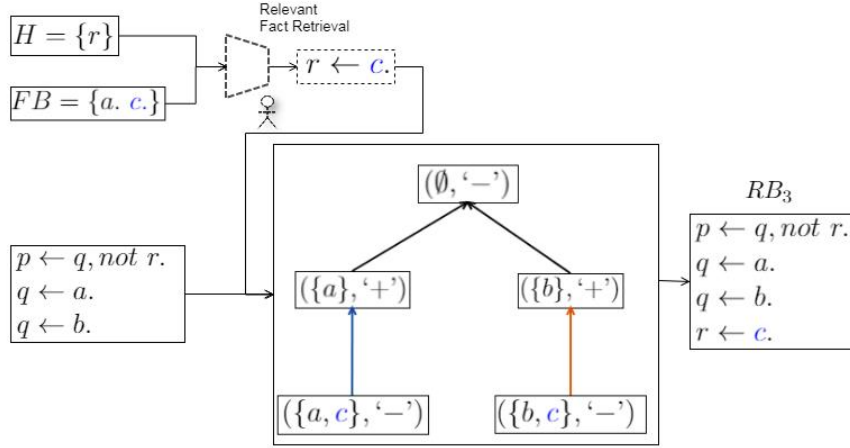 Relevant
Fact Retrieval
H = {r}
r ← c.
FB = {a. c.}
(∅, ‘−’)
RB₃
p ← q, not r.
q ← a.
q ← b.
({a}, ‘+’)
({b}, ‘+’)
({a, c}, ‘−’)
({b, c}, ‘−’)
p ← q, not r.
q ← a.
q ← b.
r ← c.